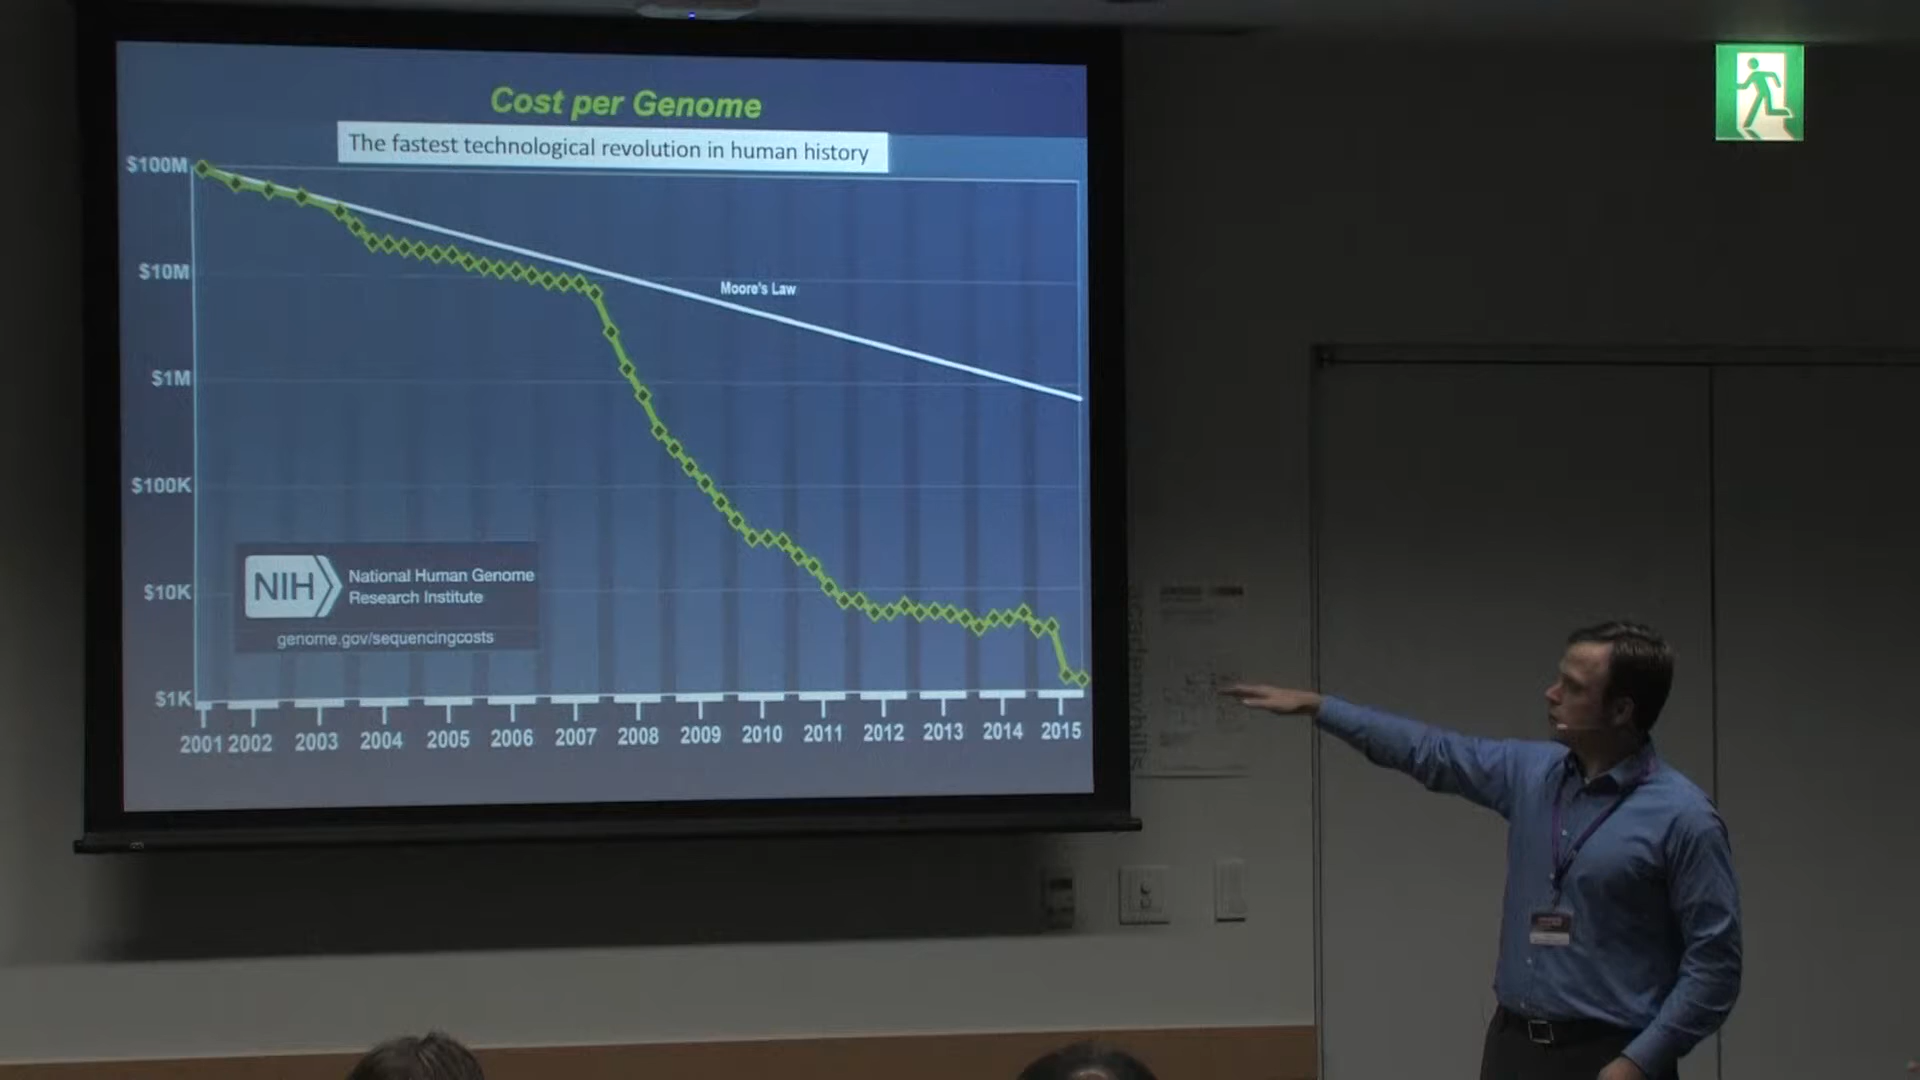 Cost per Genome
The fastest technological revolution in human history
$100M
$10M
$1M
$100K
$10K
$1K
Moore's Law
NIH
National Human Genome
Research Institute
genome.gov/sequencingcosts
2001 2002 2003 2004 2005 2006 2007 2008 2009 2010 2011 2012 2013 2014 2015
academyhills